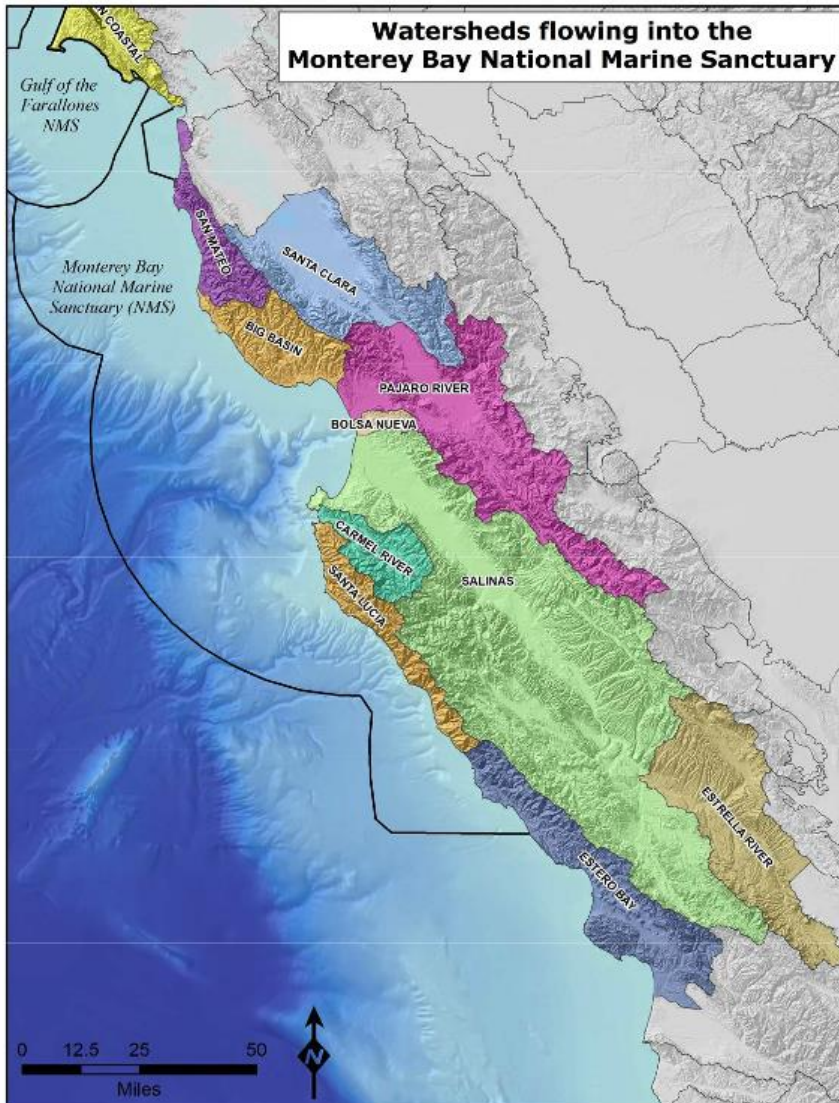 Watersheds flowing into the
Monterey Bay National Marine Sanctuary
N COASTAL
Gulf of the
Farallones
NMS
SAN MATEO
SANTA CLARA
Monterey Bay
National Marine
Sanctuary (NMS)
BIG BASIN
PAJARO RIVER
BOLSA NUEVA
CARMEL RIVER
SALINAS
SANTA LUCIA
ESTRELLA RIVER
ESTERO BAY
0 12.5 25 50
Miles
N